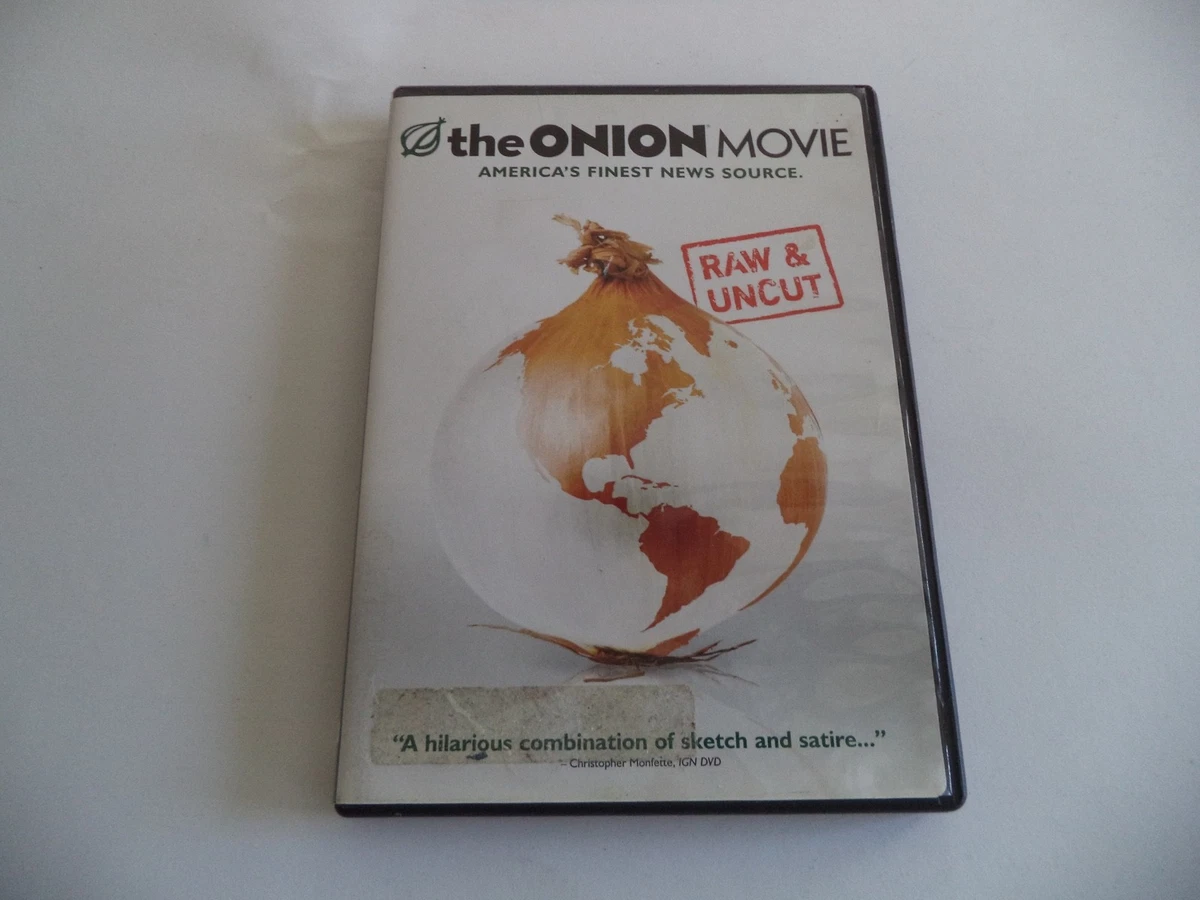 the ONION® MOVIE
AMERICA'S FINEST NEWS SOURCE.
RAW &
UNCUT
“A hilarious combination of sketch and satire...”
– Christopher Monfette, IGN DVD